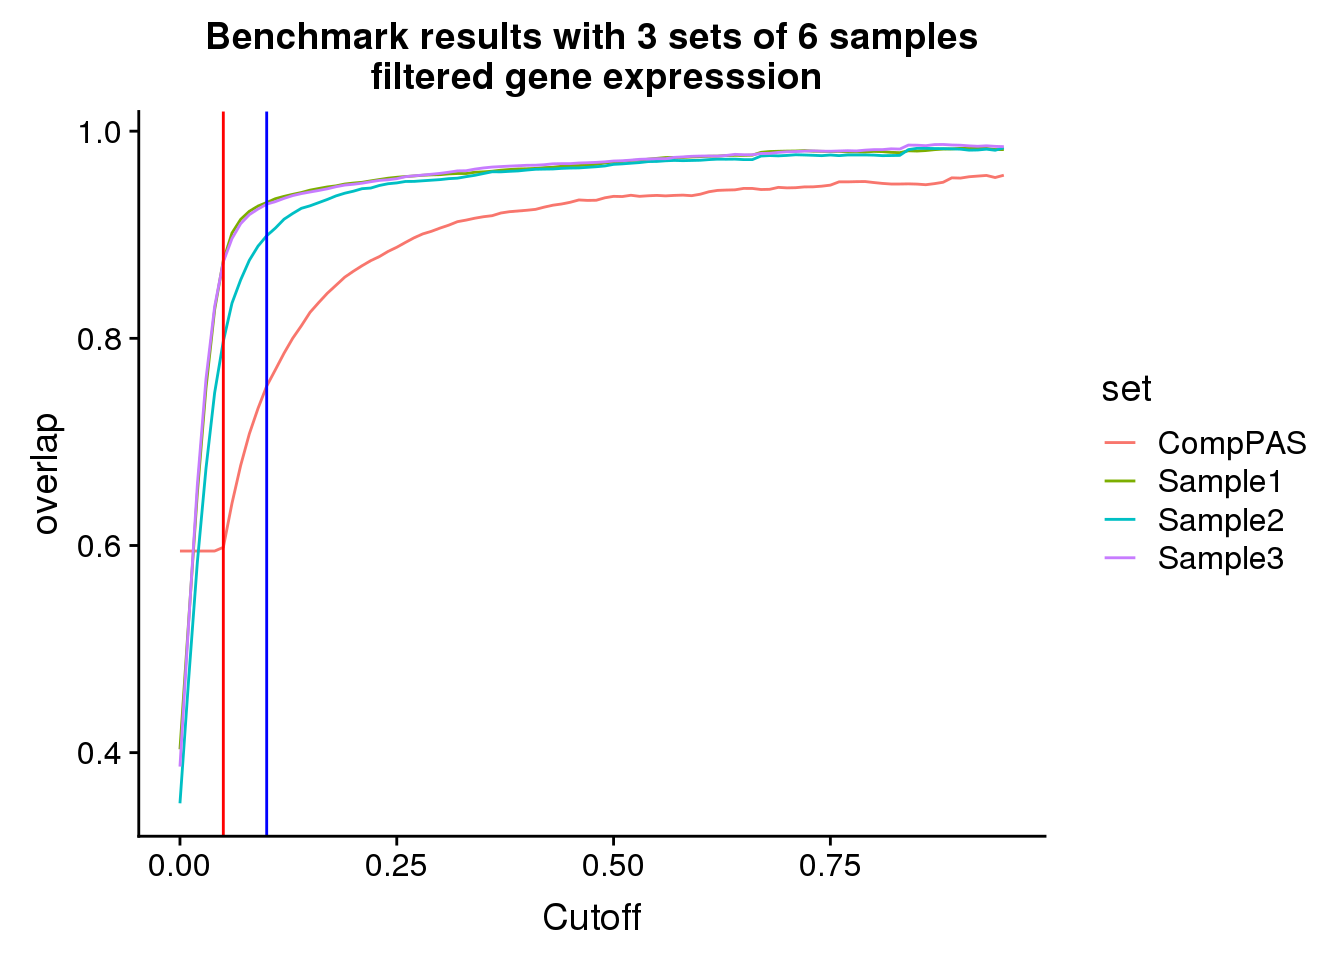 Benchmark results with 3 sets of 6 samples
filtered gene expresssion
1.0
0.8
0.6
0.4
overlap
0.00
0.25
0.50
0.75
Cutoff
set
CompPAS
Sample1
Sample2
Sample3